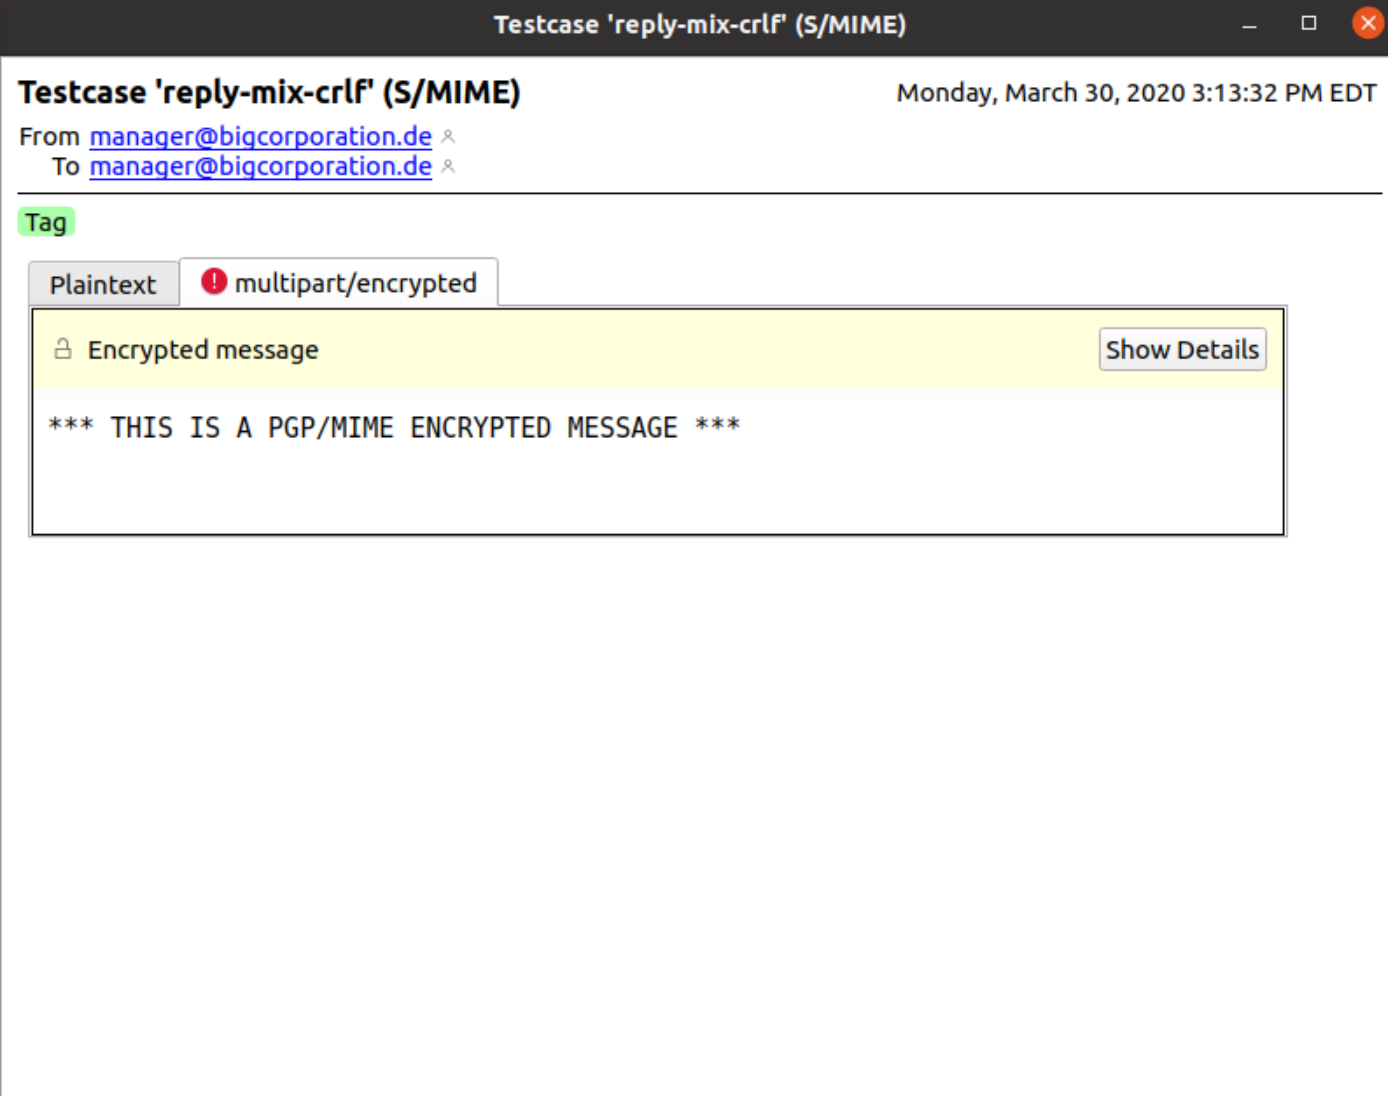 Testcase 'reply-mix-crlf' (S/MIME)
Testcase 'reply-mix-crlf' (S/MIME) Monday, March 30, 2020 3:13:32 PM EDT
From manager@bigcorporation.de
To manager@bigcorporation.de
Tag
Plaintext multipart/encrypted
Encrypted message Show Details
*** THIS IS A PGP/MIME ENCRYPTED MESSAGE ***